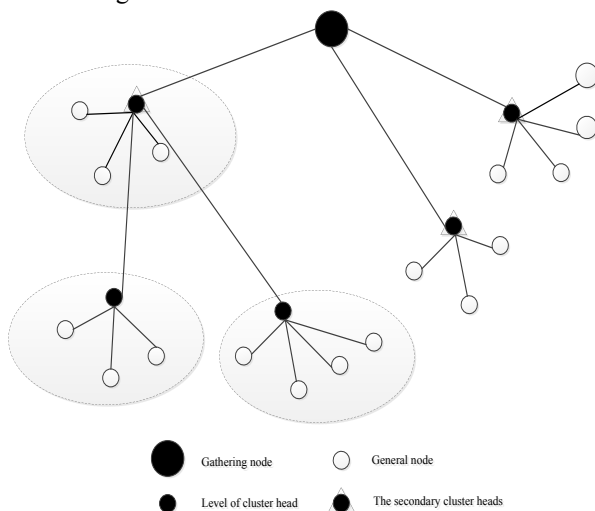 Gathering node
General node
Level of cluster head
The secondary cluster heads